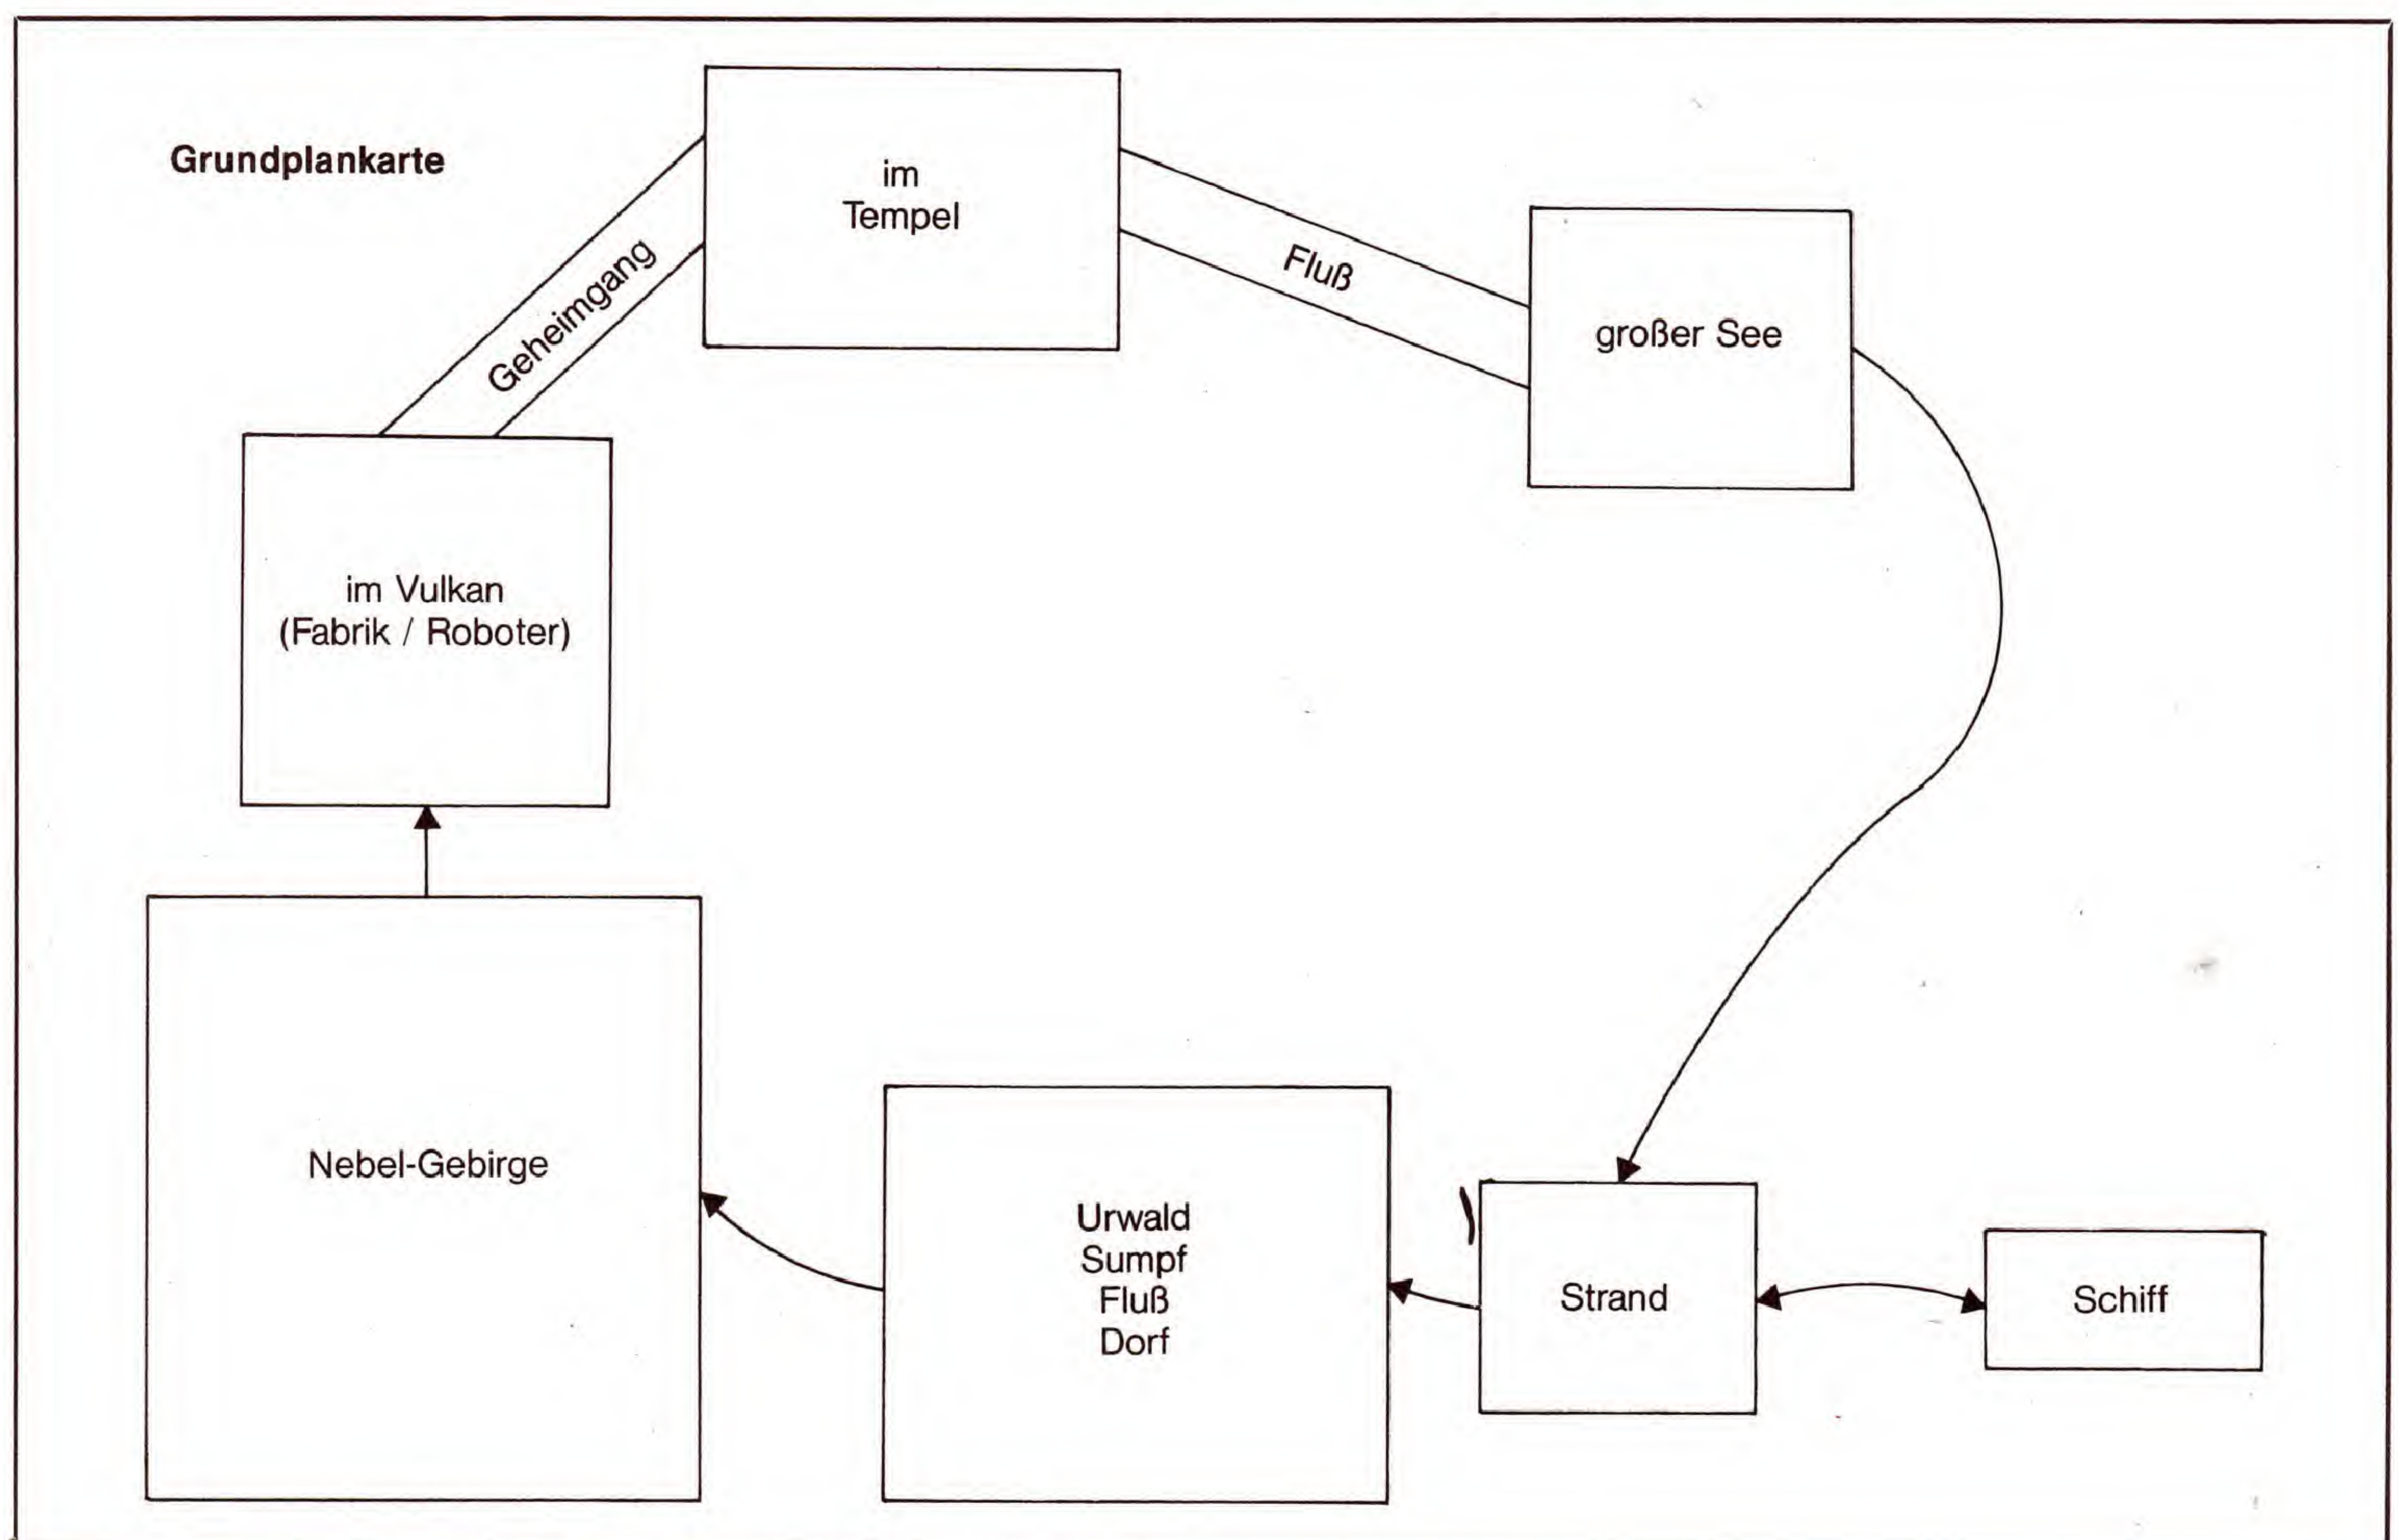 Grundplankarte
im
Tempel
Fluß
großer See
Geheimgang
im Vulkan
(Fabrik / Roboter)
Nebel-Gebirge
Urwald
Sumpf
Fluß
Dorf
Strand
Schiff